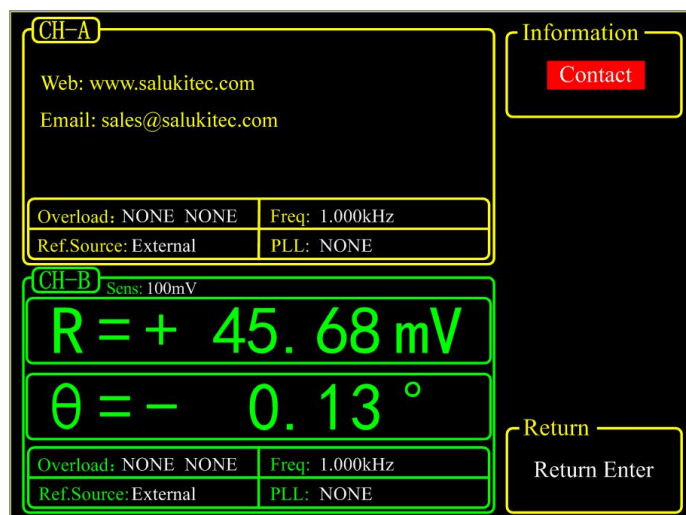 CH-A
Web: www.salukitec.com
Email: sales@salukitec.com
Overload: NONE NONE Freq: 1.000kHz
Ref.Source: External PLL: NONE
CH-B Sens: 100mV
R=+ 45.68mV
θ=- 0.13°
Overload: NONE NONE Freq: 1.000kHz
Ref.Source: External PLL: NONE
Information
Contact
Return
Return Enter